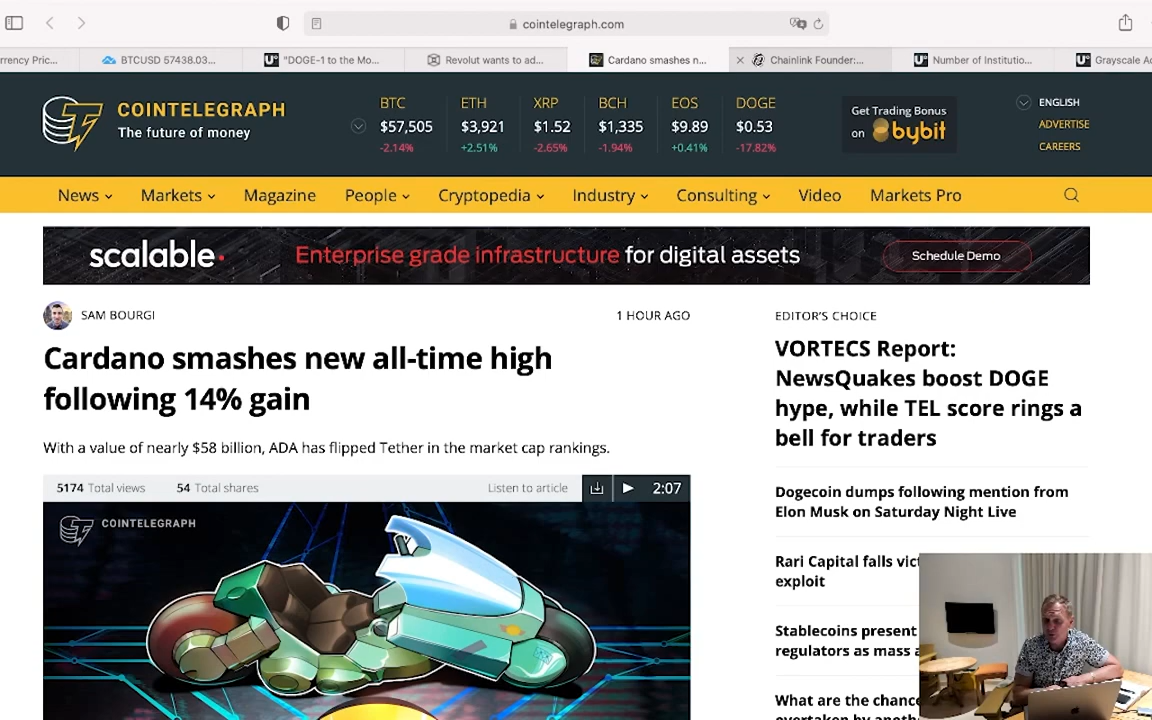 cointelegraph.com
rrency Pric...
BTCUSD 57438.03...
"DOGE-1 to the Mo...
Revolut wants to ad...
Cardano smashes n...
Chainlink Founder:...
Number of Institutio...
Grayscale Ad
COINTELEGRAPH
The future of money
BTC ETH XRP BCH EOS DOGE
$57,505 $3,921 $1.52 $1,335 $9.89 $0.53
-2.14% +2.51% -2.65% -1.94% +0.41% -17.82%
Get Trading Bonus
on bybit
ENGLISH
ADVERTISE
CAREERS
News Markets Magazine People Cryptopedia Industry Consulting Video Markets Pro
scalable. Enterprise grade infrastructure for digital assets Schedule Demo
SAM BOURGI 1 HOUR AGO
Cardano smashes new all-time high
following 14% gain
With a value of nearly $58 billion, ADA has flipped Tether in the market cap rankings.
5174 Total views 54 Total shares Listen to article 2:07
COINTELEGRAPH
EDITOR'S CHOICE
VORTECS Report:
NewsQuakes boost DOGE
hype, while TEL score rings a
bell for traders
Dogecoin dumps following mention from
Elon Musk on Saturday Night Live
Rari Capital falls vict
exploit
Stablecoins present
regulators as mass a
What are the chance